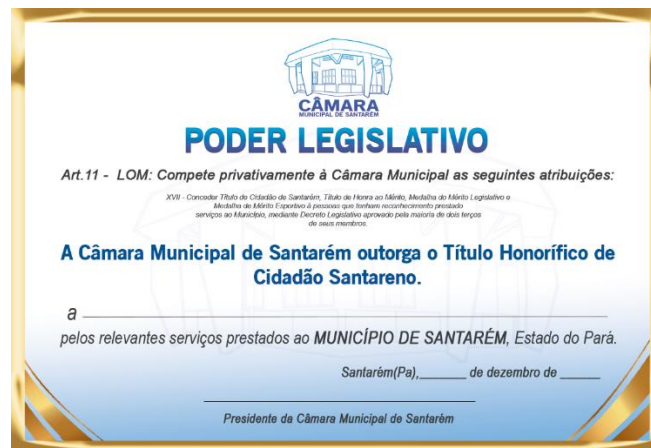 CÂMARA
MUNICIPAL DE SANTARÉM
PODER LEGISLATIVO
Art.11 - LOM: Compete privativamente à Câmara Municipal as seguintes atribuições:
XVII - Conceder Título de Cidadão de Santarém, Título de Honra ao Mérito, Medalha do Mérito Legislativo e
Medalha de Mérito Esportivo à pessoas que tenham reconhecimento prestado
serviços ao Município, mediante Decreto Legislativo aprovado pela maioria de dois terços
de seus membros.
A Câmara Municipal de Santarém outorga o Título Honorífico de
Cidadão Santareno.
a
pelos relevantes serviços prestados ao MUNICÍPIO DE SANTARÉM, Estado do Pará.
Santarém(Pa),_______ de dezembro de ______
Presidente da Câmara Municipal de Santarém